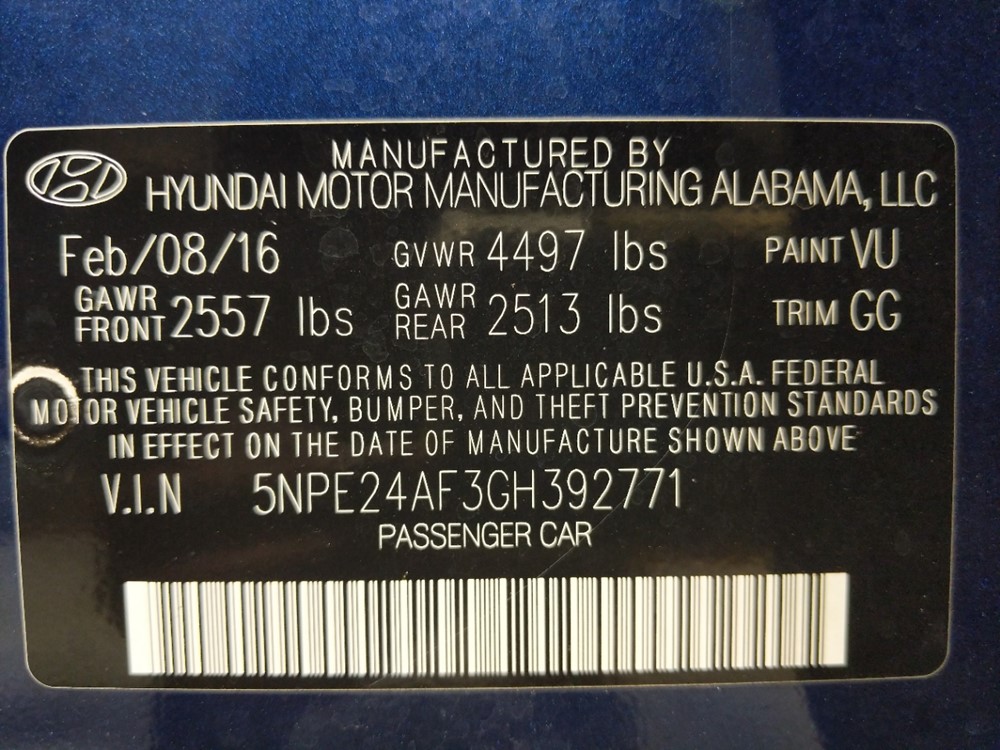 MANUFACTURED BY
HYUNDAI MOTOR MANUFACTURING ALABAMA, LLC
Feb/08/16 GVWR 4497 lbs PAINT VU
GAWR FRONT 2557 lbs GAWR REAR 2513 lbs TRIM GG
THIS VEHICLE CONFORMS TO ALL APPLICABLE U.S.A. FEDERAL
MOTOR VEHICLE SAFETY, BUMPER, AND THEFT PREVENTION STANDARDS
IN EFFECT ON THE DATE OF MANUFACTURE SHOWN ABOVE
V.I.N 5NPE24AF3GH392771
PASSENGER CAR